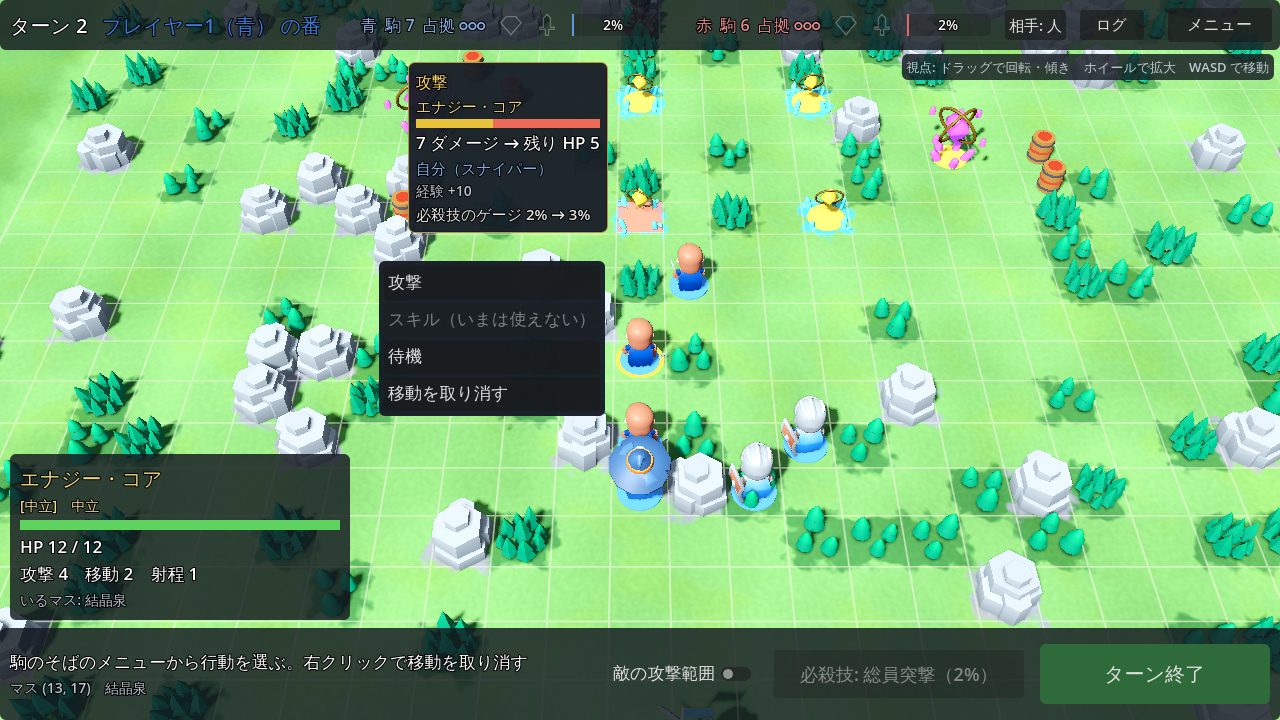 ターン 2 プレイヤー1（青）の番 青 駒 7 占拠 2% 赤 駒 6 占拠 2% 相手: 人 ログ メニュー
視点: ドラッグで回転・傾き ホイールで拡大 WASD で移動
攻撃
エナジー・コア
7 ダメージ → 残り HP 5
自分（スナイパー）
経験 +10
必殺技のゲージ 2% → 3%
攻撃
スキル（いまは使えない）
待機
移動を取り消す
エナジー・コア
[中立] 中立
HP 12 / 12
攻撃 4 移動 2 射程 1
いるマス: 結晶泉
駒のそばのメニューから行動を選ぶ。右クリックで移動を取り消す
マス (13, 17) 結晶泉
敵の攻撃範囲
必殺技: 総員突撃（2%）
ターン終了